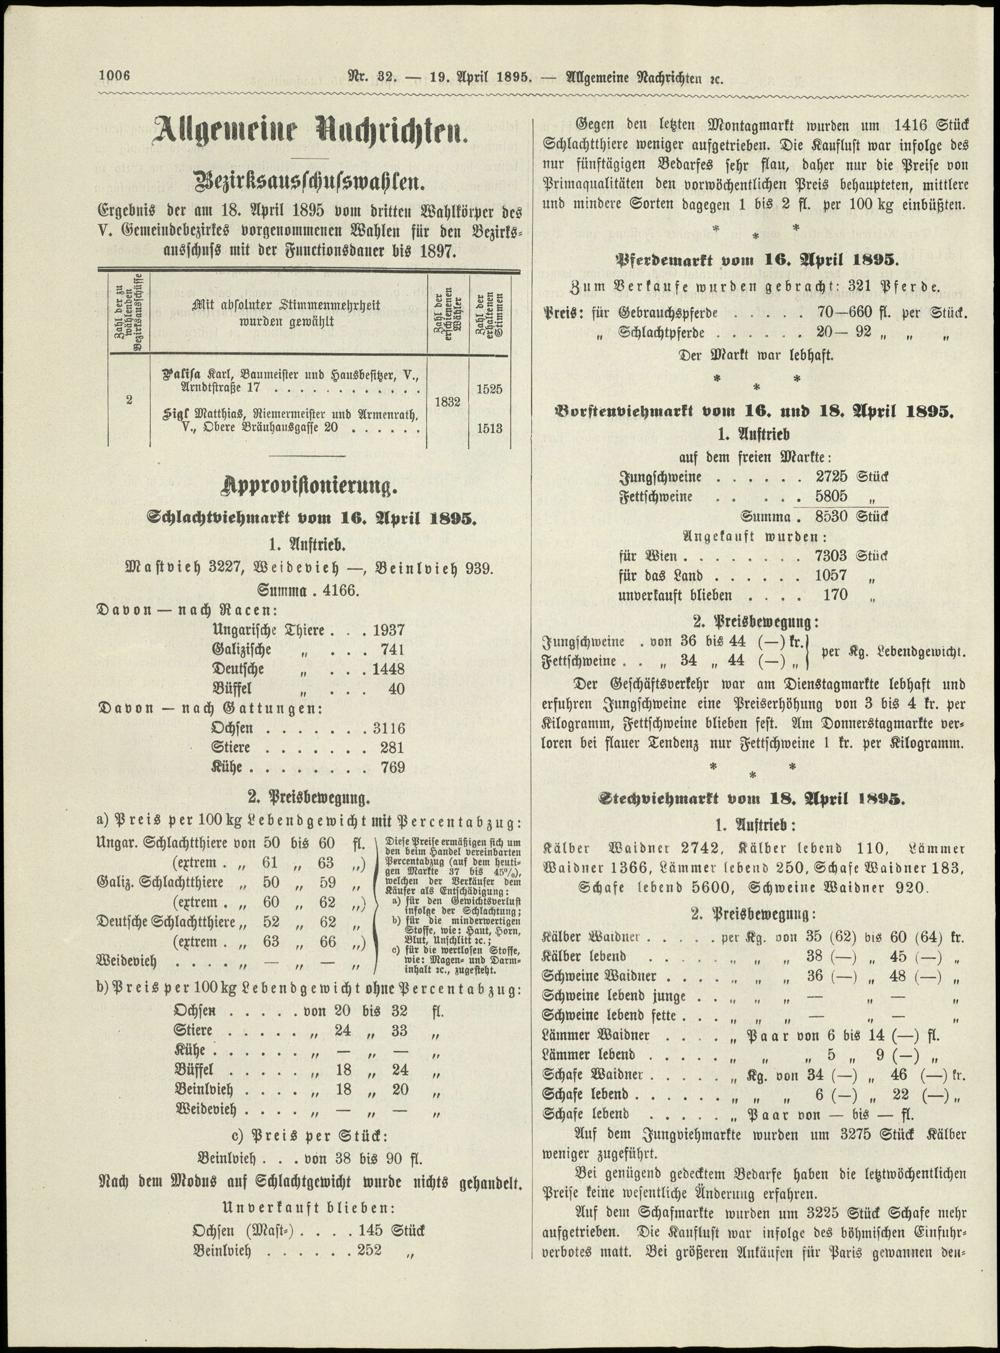 1006
Nr. 32. — 19. April 1895. — Allgemeine Nachrichten ꝛc.
Allgemeine Nachrichten.
Bezirksausschusswahlen.
Ergebnis der am 18. April 1895 vom dritten Wahlkörper des
V. Gemeindebezirkes vorgenommenen Wahlen für den Bezirks-
ausschuss mit der Functionsdauer bis 1897.
Zahl der zu
wählenden
Bezirksausschüsse
Mit absoluter Stimmenmehrheit
wurden gewählt
Zahl der
erschienenen
Wähler
Zahl der
erhaltenen
Stimmen
2
Palisa Karl, Baumeister und Hausbesitzer, V.,
Arndtstraße 17 . . . . . . . . . . . . 1525
1832
Sigl Matthias, Riemermeister und Armenrath,
V., Obere Bräuhausgasse 20 . . . . . . 1513
Approvisionierung.
Schlachtviehmarkt vom 16. April 1895.
1. Auftrieb.
Mastvieh 3227, Weidevieh —, Beinlvieh 939.
Summa . 4166.
Davon — nach Racen:
Ungarische Thiere . . . 1937
Galizische „ . . . 741
Deutsche „ . . . 1448
Büffel „ . . . 40
Davon — nach Gattungen:
Ochsen . . . . . . . 3116
Stiere . . . . . . . 281
Kühe . . . . . . . . 769
2. Preisbewegung.
a) Preis per 100 kg Lebendgewicht mit Percentabzug:
Ungar. Schlachtthiere von 50 bis 60 fl.
(extrem . „ 61 „ 63 „)
Galiz. Schlachtthiere „ 50 „ 59 „
(extrem . „ 60 „ 62 „)
Deutsche Schlachtthiere „ 52 „ 62 „
(extrem . „ 63 „ 66 „)
Weidevieh . . . . „ — „ — „
Diese Preise ermäßigen sich um
den beim Handel vereinbarten
Percentabzug (auf dem heuti-
gen Markte 37 bis 45%),
welchen der Verkäufer dem
Käufer als Entschädigung:
a) für den Gewichtsverlust
infolge der Schlachtung;
b) für die minderwertigen
Stoffe, wie: Haut, Horn,
Blut, Unschlitt ꝛc.;
c) für die wertlosen Stoffe,
wie: Magen- und Darm-
inhalt ꝛc., zugesteht.
b) Preis per 100 kg Lebendgewicht ohne Percentabzug:
Ochsen . . . . . von 20 bis 32 fl.
Stiere . . . . . „ 24 „ 33 „
Kühe . . . . . . „ — „ — „
Büffel . . . . . „ 18 „ 24 „
Beinlvieh . . . . „ 18 „ 20 „
Weidevieh . . . . „ — „ — „
c) Preis per Stück:
Beinlvieh . . . von 38 bis 90 fl.
Nach dem Modus auf Schlachtgewicht wurde nichts gehandelt.
Unverkauft blieben:
Ochsen (Mast-) . . . . 145 Stück
Beinlvieh . . . . . . 252 „
Gegen den letzten Montagmarkt wurden um 1416 Stück
Schlachtthiere weniger aufgetrieben. Die Kauflust war infolge des
nur fünftägigen Bedarfes sehr flau, daher nur die Preise von
Primaqualitäten den vorwöchentlichen Preis behaupteten, mittlere
und mindere Sorten dagegen 1 bis 2 fl. per 100 kg einbüßten.
* * *
Pferdemarkt vom 16. April 1895.
Zum Verkaufe wurden gebracht: 321 Pferde.
Preis: für Gebrauchspferde . . . . . 70—660 fl. per Stück.
„ Schlachtpferde . . . . . . 20— 92 „ „ „
Der Markt war lebhaft.
* * *
Borstenviehmarkt vom 16. und 18. April 1895.
1. Auftrieb
auf dem freien Markte:
Jungschweine . . . . . . 2725 Stück
Fettschweine . . . . . 5805 „
Summa . 8530 Stück
Angekauft wurden:
für Wien . . . . . . . . 7303 Stück
für das Land . . . . . . 1057 „
unverkauft blieben . . . . 170 „
2. Preisbewegung:
Jungschweine . von 36 bis 44 (—) kr.
Fettschweine . . „ 34 „ 44 (—) „
per Kg. Lebendgewicht.
Der Geschäftsverkehr war am Dienstagmarkte lebhaft und
erfuhren Jungschweine eine Preiserhöhung von 3 bis 4 kr. per
Kilogramm, Fettschweine blieben fest. Am Donnerstagmarkte ver-
loren bei flauer Tendenz nur Fettschweine 1 kr. per Kilogramm.
* * *
Stechviehmarkt vom 18. April 1895.
1. Auftrieb:
Kälber Waidner 2742, Kälber lebend 110, Lämmer
Waidner 1366, Lämmer lebend 250, Schafe Waidner 183,
Schafe lebend 5600, Schweine Waidner 920.
2. Preisbewegung:
Kälber Waidner . . . . . per Kg. von 35 (62) bis 60 (64) kr.
Kälber lebend . . . . . „ „ „ 38 (—) „ 45 (—) „
Schweine Waidner . . . . „ „ „ 36 (—) „ 48 (—) „
Schweine lebend junge . . „ „ „ — „ — „
Schweine lebend fette . . . „ „ „ — „ — „
Lämmer Waidner . . . . „ Paar von 6 bis 14 (—) fl.
Lämmer lebend . . . . . „ „ „ 5 „ 9 (—) „
Schafe Waidner . . . . . „ Kg. von 34 (—) „ 46 (—) kr.
Schafe lebend . . . . . . „ „ „ 6 (—) „ 22 (—) „
Schafe lebend . . . . . „ Paar von — bis — fl.
Auf dem Jungviehmarkte wurden um 3275 Stück Kälber
weniger zugeführt.
Bei genügend gedecktem Bedarfe haben die letztwöchentlichen
Preise keine wesentliche Änderung erfahren.
Auf dem Schafmarkte wurden um 3225 Stück Schafe mehr
aufgetrieben. Die Kauflust war infolge des böhmischen Einfuhr-
verbotes matt. Bei größeren Ankäufen für Paris gewannen den-